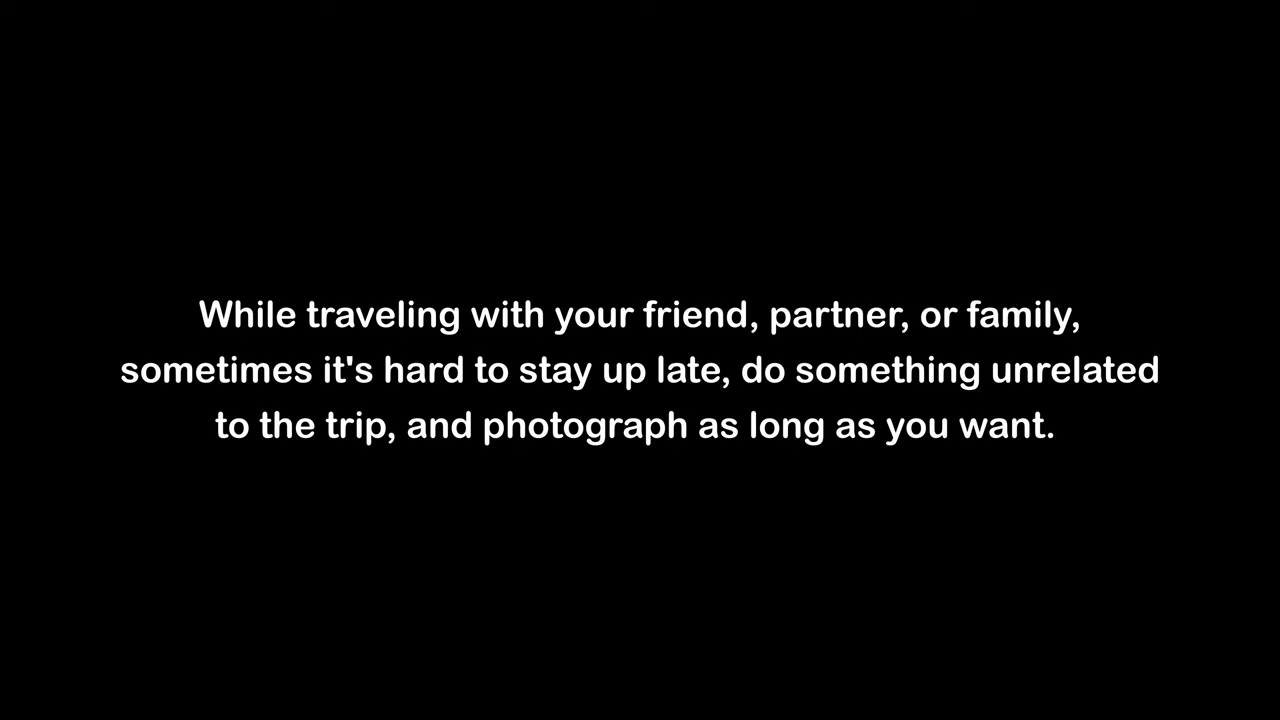 While traveling with your friend, partner, or family,
sometimes it's hard to stay up late, do something unrelated
to the trip, and photograph as long as you want.